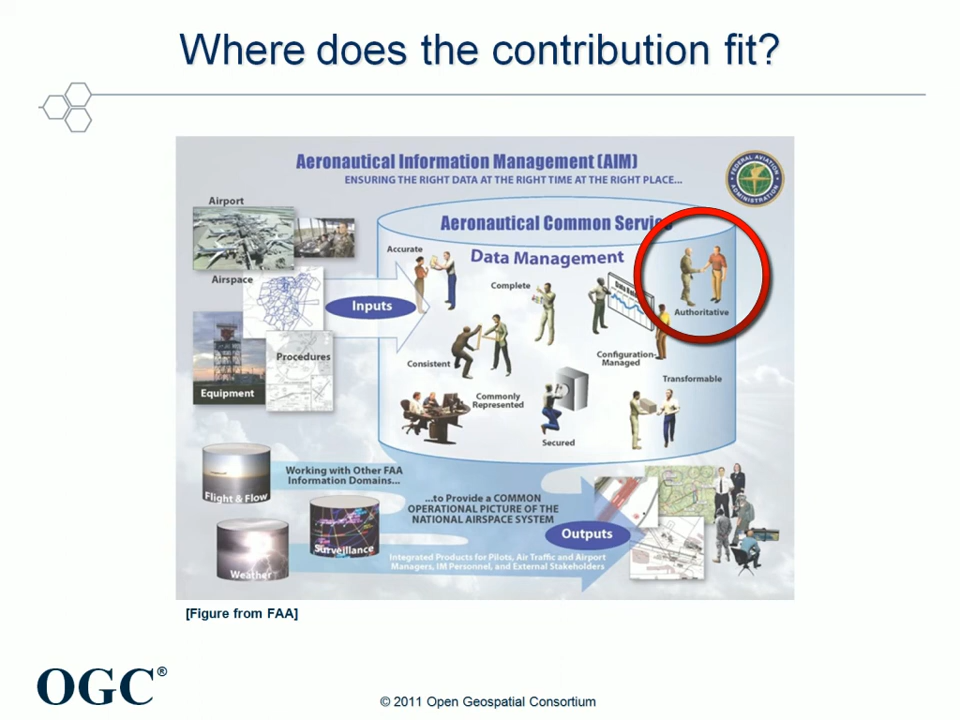 Where does the contribution fit?
Aeronautical Information Management (AIM)
ENSURING THE RIGHT DATA AT THE RIGHT TIME AT THE RIGHT PLACE...
FEDERAL AVIATION
ADMINISTRATION
Airport
Airspace
Procedures
Equipment
Inputs
Aeronautical Common Servic
Data Management
Accurate
Complete
Authoritative
Consistent
Configuration-
Managed
Commonly
Represented
Transformable
Secured
Flight & Flow
Working with Other FAA
Information Domains...
Surveillance
Weather
...to Provide a COMMON
OPERATIONAL PICTURE OF THE
NATIONAL AIRSPACE SYSTEM
Outputs
Integrated Products for Pilots, Air Traffic and Airport
Managers, IM Personnel, and External Stakeholders
[Figure from FAA]
OGC®
© 2011 Open Geospatial Consortium